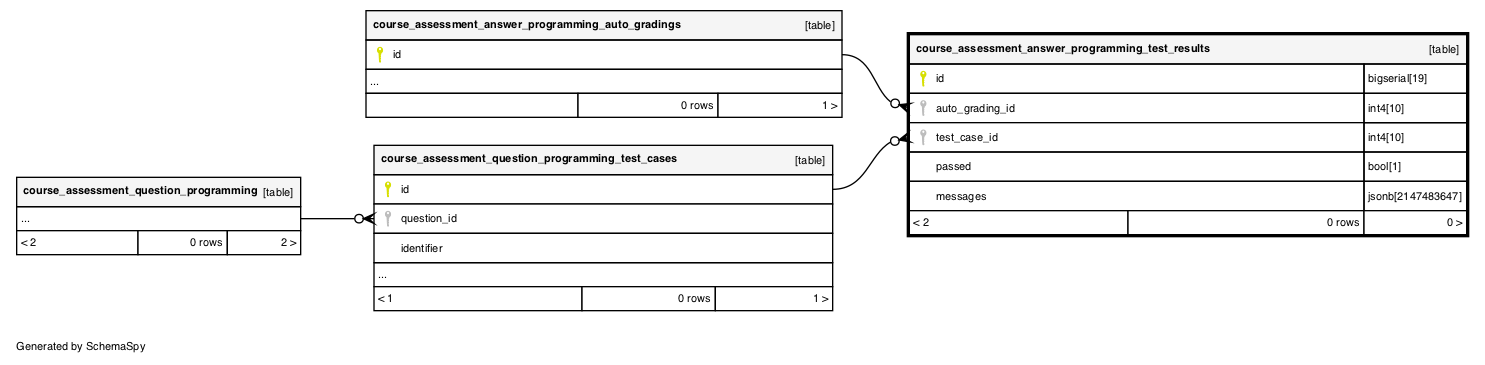 course_assessment_answer_programming_auto_gradings [table]
id
...
0 rows 1 >
course_assessment_question_programming_test_cases [table]
id
question_id
identifier
...
< 1 0 rows 1 >
course_assessment_question_programming [table]
...
< 2 0 rows 2 >
course_assessment_answer_programming_test_results [table]
id bigserial[19]
auto_grading_id int4[10]
test_case_id int4[10]
passed bool[1]
messages jsonb[2147483647]
< 2 0 rows 0 >
Generated by SchemaSpy